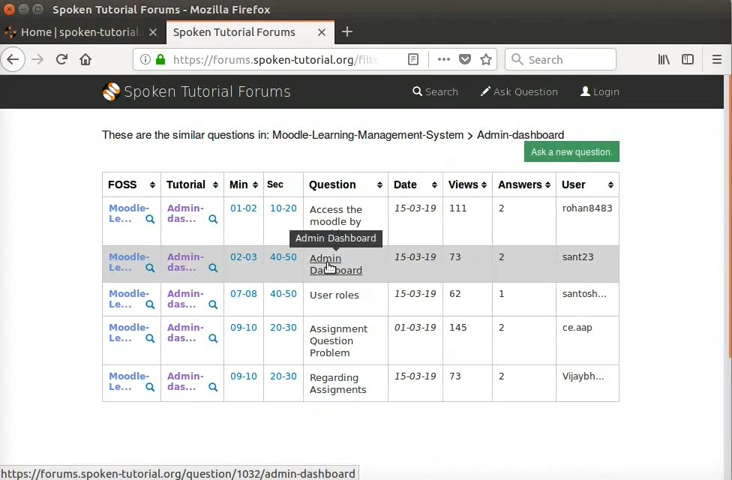 Spoken Tutorial Forums - Mozilla Firefox
Home | spoken-tutorial
Spoken Tutorial Forums
https://forums.spoken-tutorial.org/filt
Search
Spoken Tutorial Forums
Search
Ask Question
Login
These are the similar questions in: Moodle-Learning-Management-System > Admin-dashboard
Ask a new question.
FOSS Tutorial Min Sec Question Date Views Answers User
Moodle-Le... Admin-das... 01-02 10-20 Access the 15-03-19 111 2 rohan8483
moodle by
Admin Dashboard
Moodle-Le... Admin-das... 02-03 40-50 Admin Dashboard 15-03-19 73 2 sant23
Moodle-Le... Admin-das... 07-08 40-50 User roles 15-03-19 62 1 santosh...
Moodle-Le... Admin-das... 09-10 20-30 Assignment Question Problem 01-03-19 145 2 ce.aap
Moodle-Le... Admin-das... 09-10 20-30 Regarding Assigments 15-03-19 73 2 Vijaybh...
https://forums.spoken-tutorial.org/question/1032/admin-dashboard